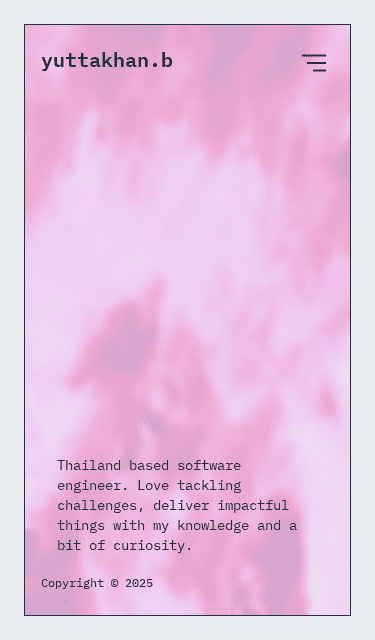 yuttakhan.b
Thailand based software
engineer. Love tackling
challenges, deliver impactful
things with my knowledge and a
bit of curiosity.
Copyright © 2025